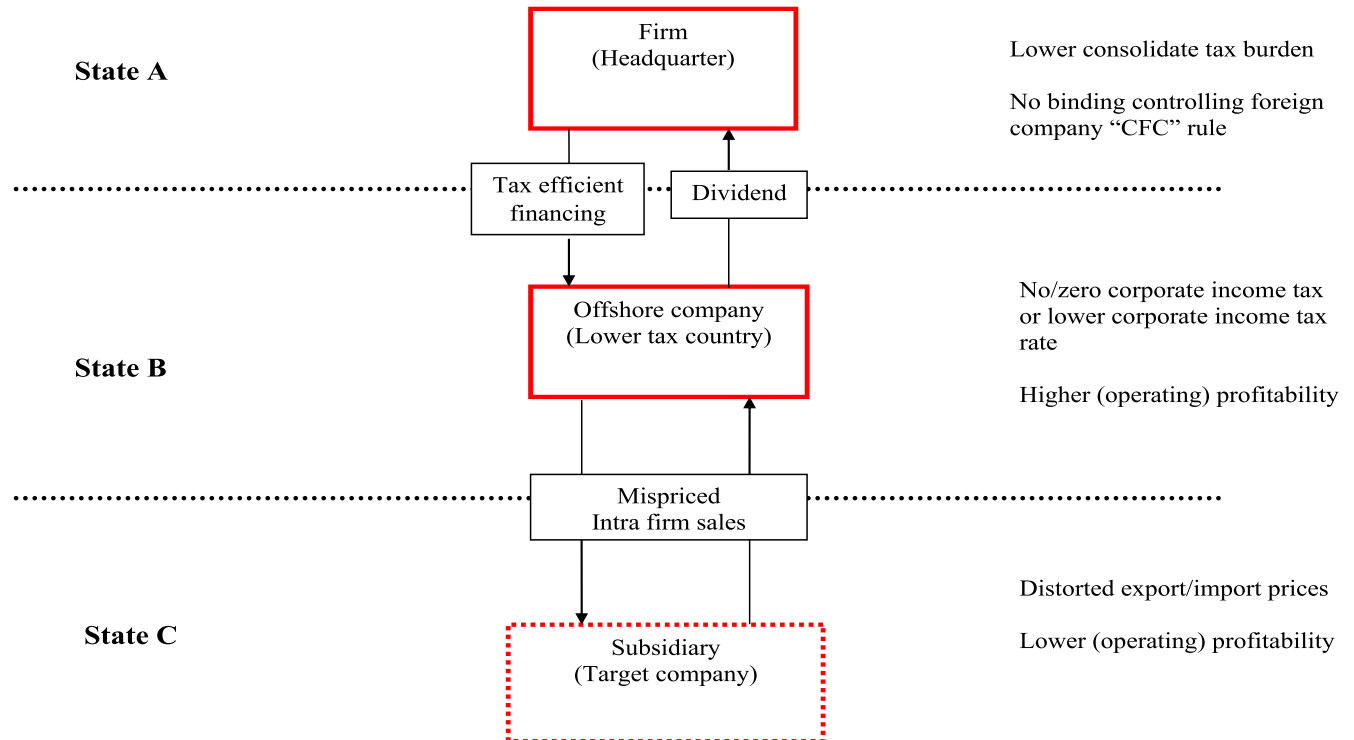 State A
Firm
(Headquarter)
Lower consolidate tax burden
No binding controlling foreign
company “CFC” rule
Tax efficient
financing
Dividend
State B
Offshore company
(Lower tax country)
No/zero corporate income tax
or lower corporate income tax
rate
Higher (operating) profitability
Mispriced
Intra firm sales
State C
Subsidiary
(Target company)
Distorted export/import prices
Lower (operating) profitability